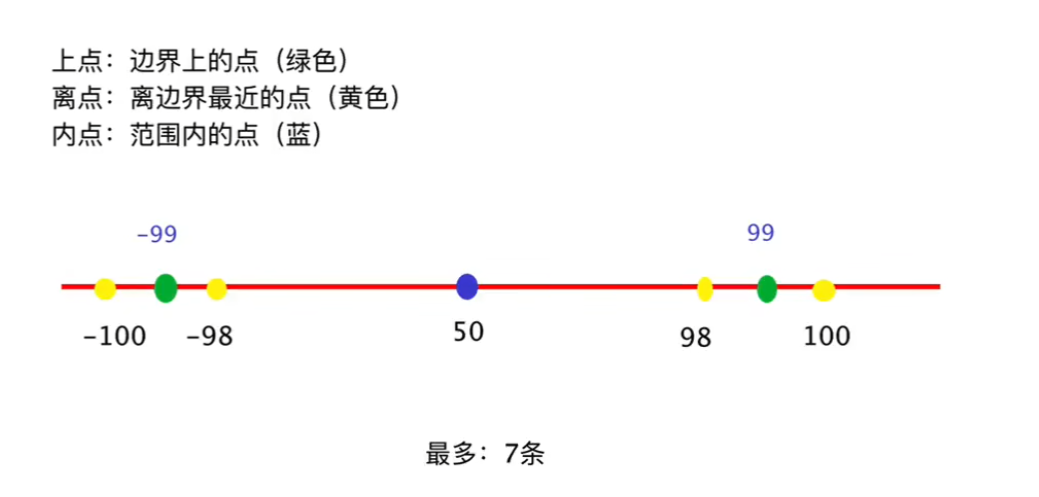 上点：边界上的点（绿色）
离点：离边界最近的点（黄色）
内点：范围内的点（蓝）
-99 99
-100 -98 50 98 100
最多：7条